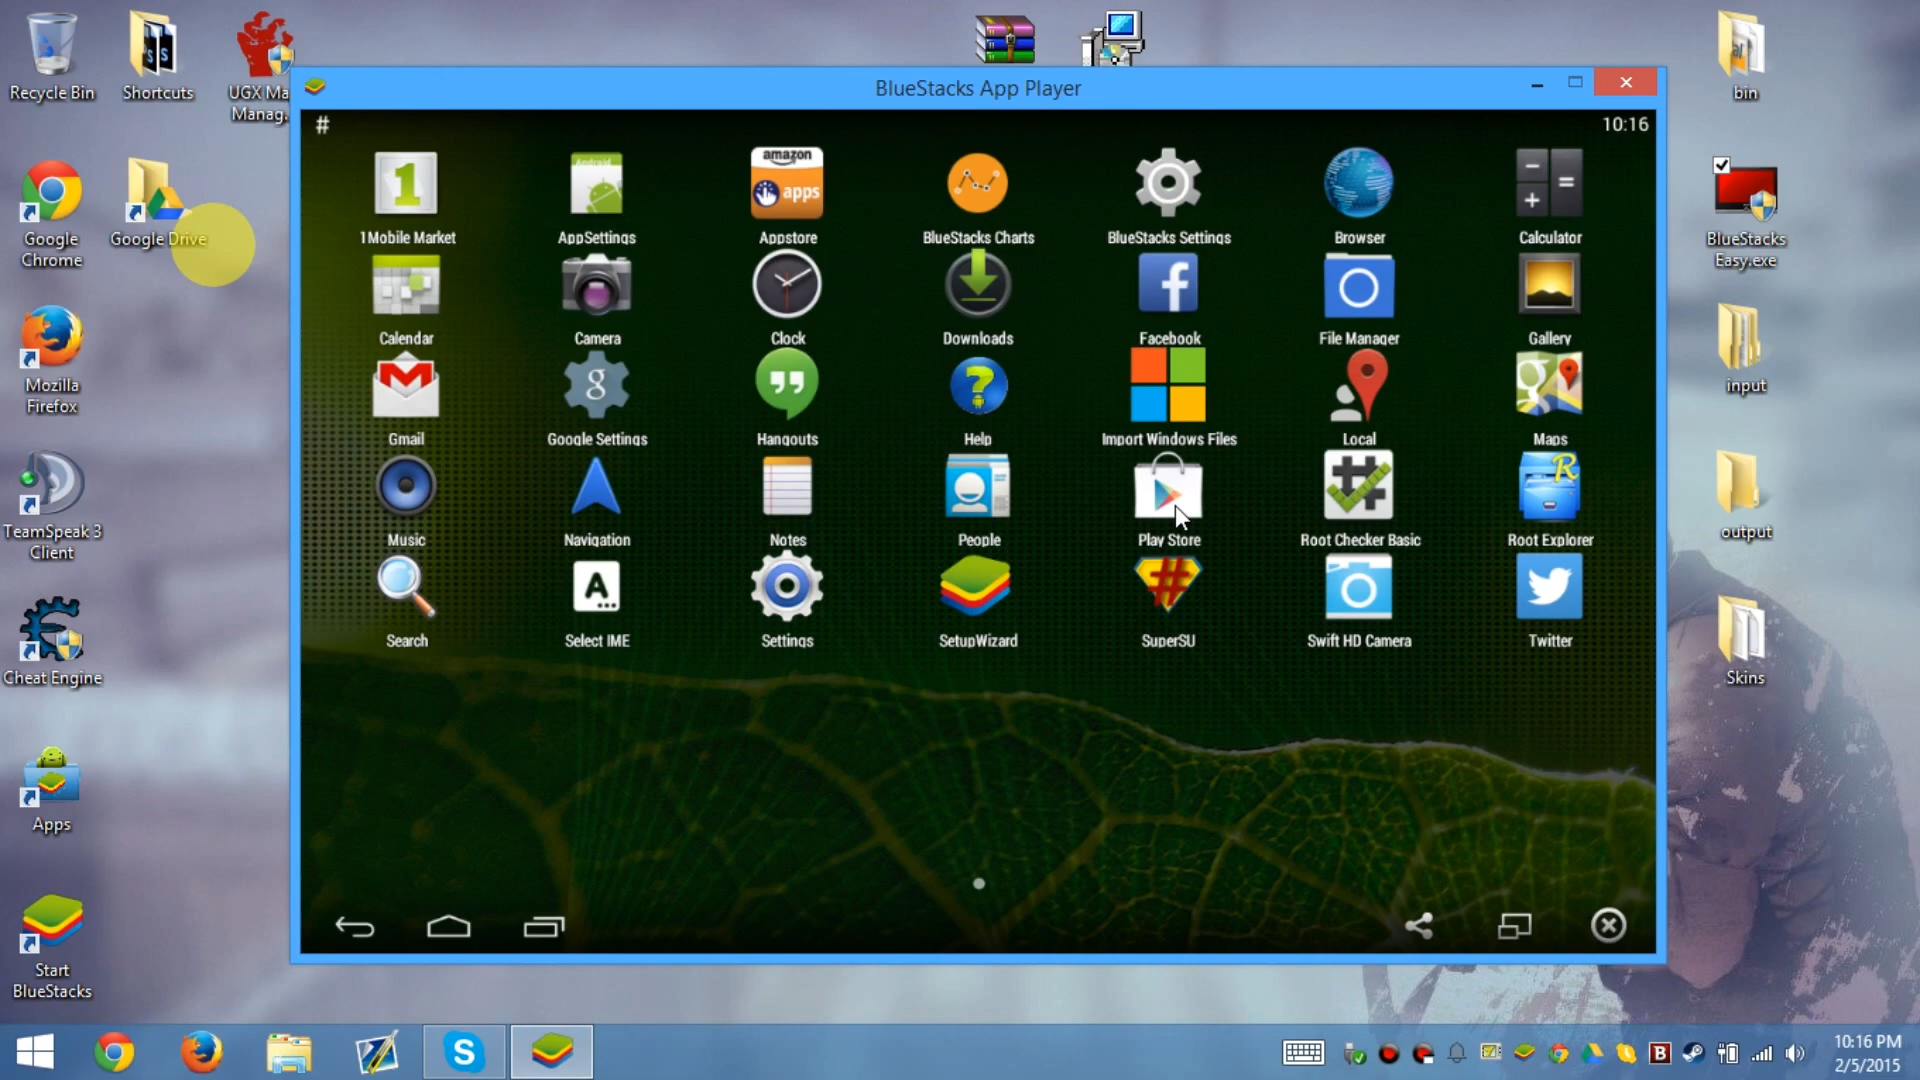 Recycle Bin
Shortcuts
UGX Ma
Manag.
bin
Google
Chrome
Google Drive
BlueStacks
Easy.exe
Mozilla
Firefox
input
TeamSpeak 3
Client
output
Cheat Engine
Skins
Apps
Start
BlueStacks
BlueStacks App Player
#
10:16
1
Android
amazon
apps
1Mobile Market
AppSettings
Appstore
BlueStacks Charts
BlueStacks Settings
Browser
Calculator
Calendar
Camera
Clock
Downloads
Facebook
File Manager
Gallery
Gmail
Google Settings
Hangouts
Help
Import Windows Files
Local
Maps
Music
Navigation
Notes
People
Play Store
Root Checker Basic
Root Explorer
Search
Select IME
Settings
SetupWizard
SuperSU
Swift HD Camera
Twitter
10:16 PM
2/5/2015